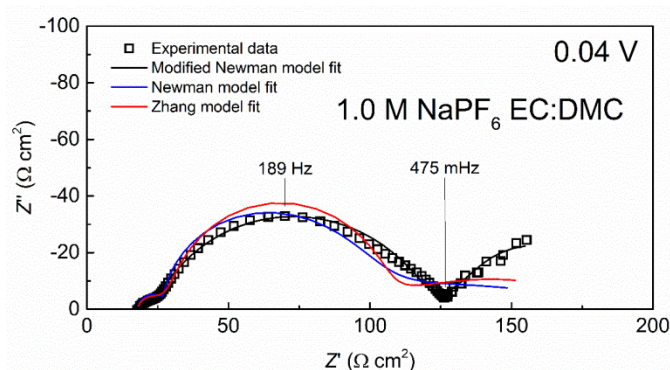 -100
-80
-60
-40
-20
0
Z'' (Ω cm²)
Experimental data
Modified Newman model fit
Newman model fit
Zhang model fit
0.04 V
1.0 M NaPF₆ EC:DMC
189 Hz
475 mHz
0
50
100
150
200
Z' (Ω cm²)